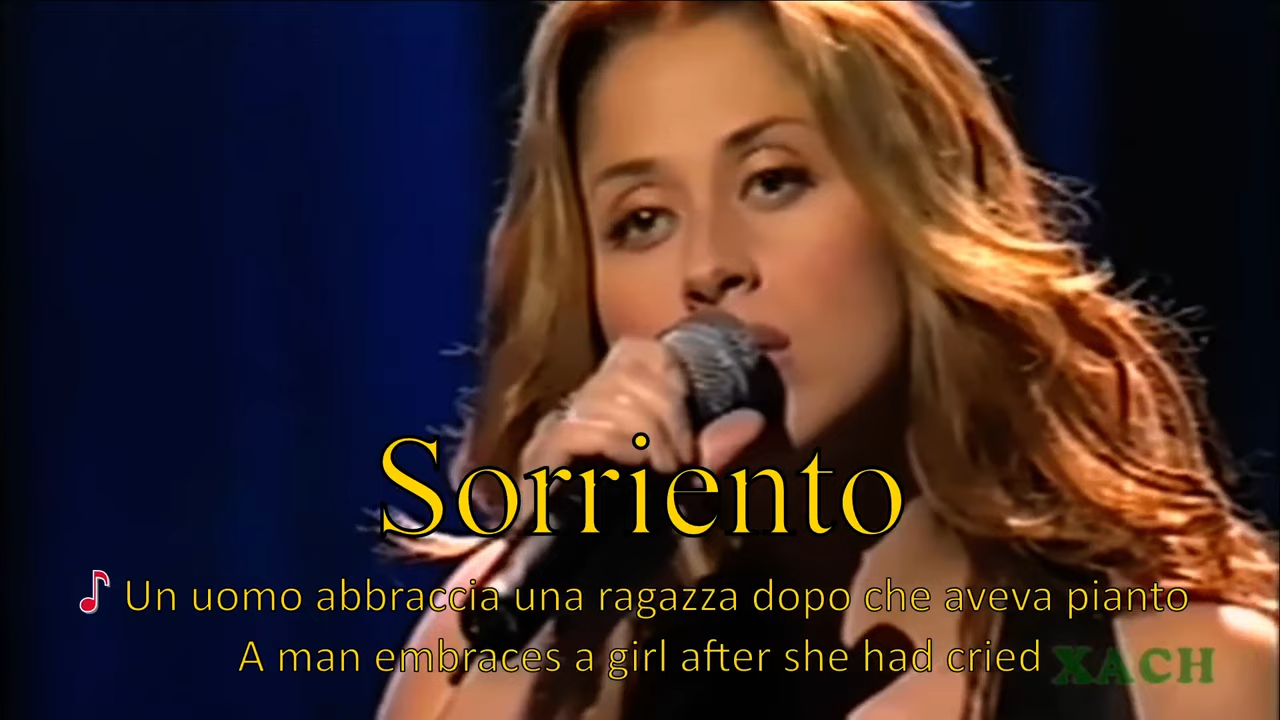 Sorriento
🎵 Un uomo abbraccia una ragazza dopo che aveva pianto
A man embraces a girl after she had cried
XACH